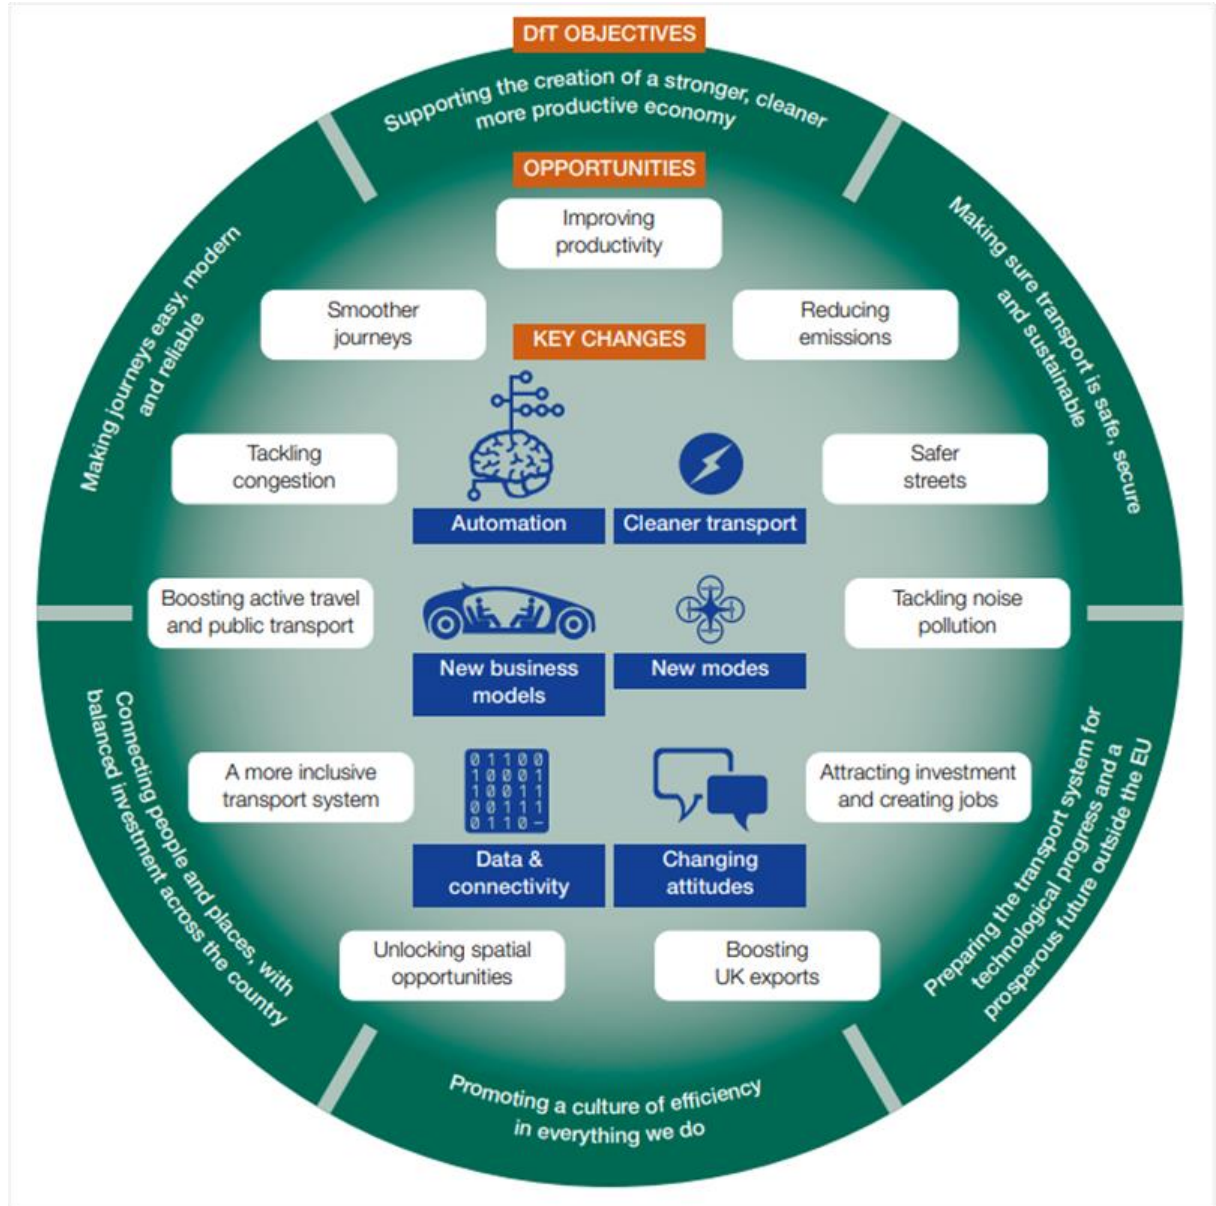 DfT OBJECTIVES
Supporting the creation of a stronger, cleaner
more productive economy
Making sure transport is safe, secure
and sustainable
Preparing the transport system for
technological progress and a
prosperous future outside the EU
Promoting a culture of efficiency
in everything we do
Connecting people and places, with
balanced investment across the country
Making journeys easy, modern
and reliable
OPPORTUNITIES
Improving
productivity
Reducing
emissions
Safer
streets
Tackling noise
pollution
Attracting investment
and creating jobs
Boosting
UK exports
Unlocking spatial
opportunities
A more inclusive
transport system
Boosting active travel
and public transport
Tackling
congestion
Smoother
journeys
KEY CHANGES
Automation
Cleaner transport
New business
models
New modes
01100
10001
10011
00111
0110–
Data &
connectivity
Changing
attitudes